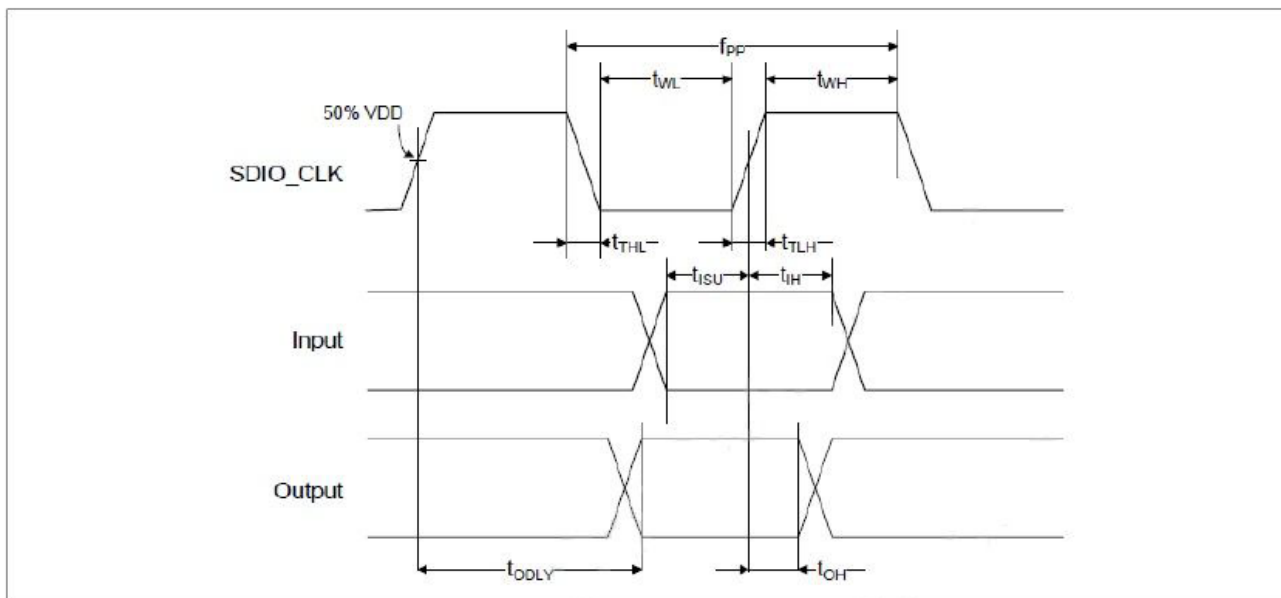 fPP
tWL
tWH
50% VDD
SDIO_CLK
tTHL
tTLH
tISU
tIH
Input
Output
tODLY
tOH